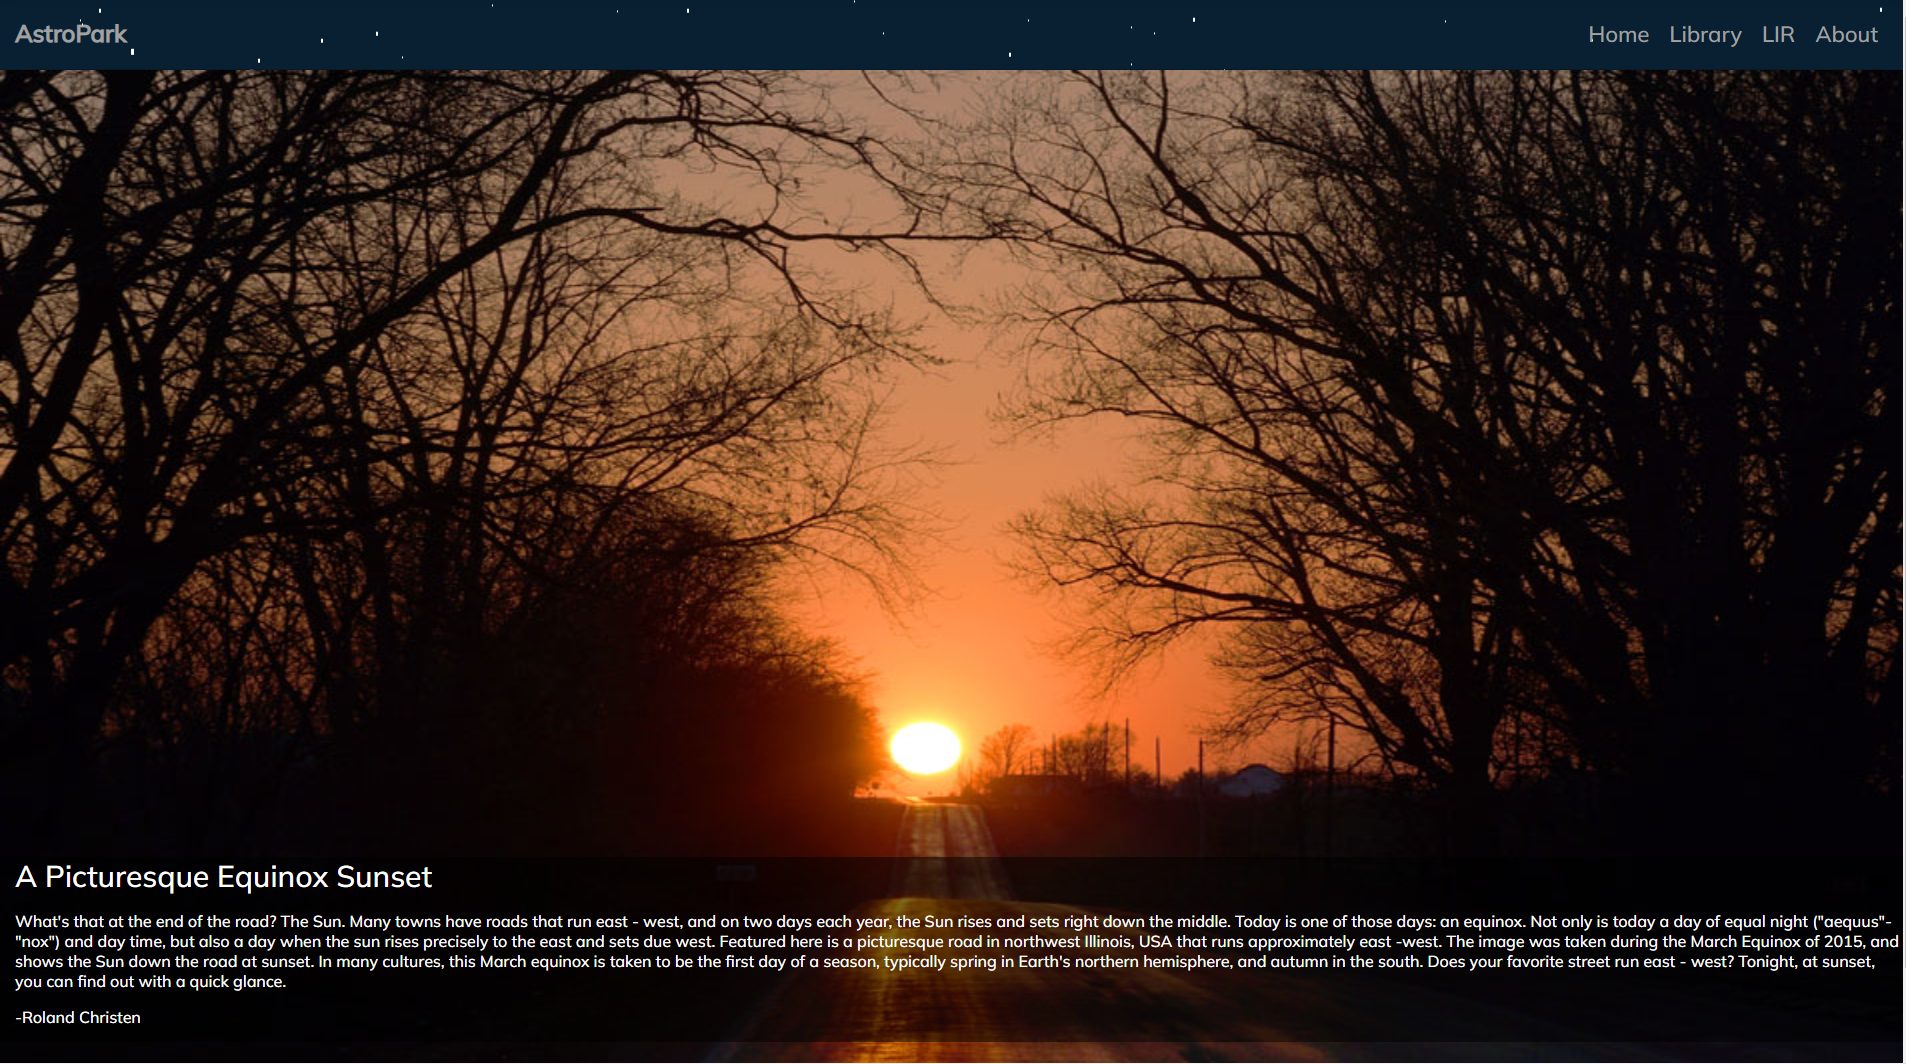 AstroPark
Home Library LIR About
A Picturesque Equinox Sunset
What's that at the end of the road? The Sun. Many towns have roads that run east - west, and on two days each year, the Sun rises and sets right down the middle. Today is one of those days: an equinox. Not only is today a day of equal night ("aequus"-
"nox") and day time, but also a day when the sun rises precisely to the east and sets due west. Featured here is a picturesque road in northwest Illinois, USA that runs approximately east -west. The image was taken during the March Equinox of 2015, and
shows the Sun down the road at sunset. In many cultures, this March equinox is taken to be the first day of a season, typically spring in Earth's northern hemisphere, and autumn in the south. Does your favorite street run east - west? Tonight, at sunset,
you can find out with a quick glance.
-Roland Christen